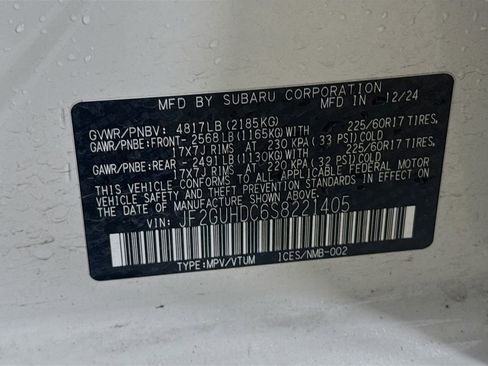 MFD BY SUBARU CORPORATION
MFD IN : 12/24
GVWR/PNBV: 4817LB(2185KG)
GAWR/PNBE:FRONT-2568LB(1165KG)WITH 225/60R17 TIRES,
17X7J RIMS, AT 230 KPA( 33 PSI)COLD
GAWR/PNBE:REAR -2491LB(1130KG)WITH 225/60R17 TIRES,
17X7J RIMS, AT 220 KPA( 32 PSI)COLD
THIS VEHICLE CONFORMS TO ALL APPLICABLE FEDERAL MOTOR
VEHICLE SAFETY AND THEFT PREVENTION STANDARDS IN EFFECT ON
THE DATE OF MANUFACTURE SHOWN ABOVE.
VIN: JF2GUHDC6S8221405
TYPE:MPV/VTUM ICES/NMB-002